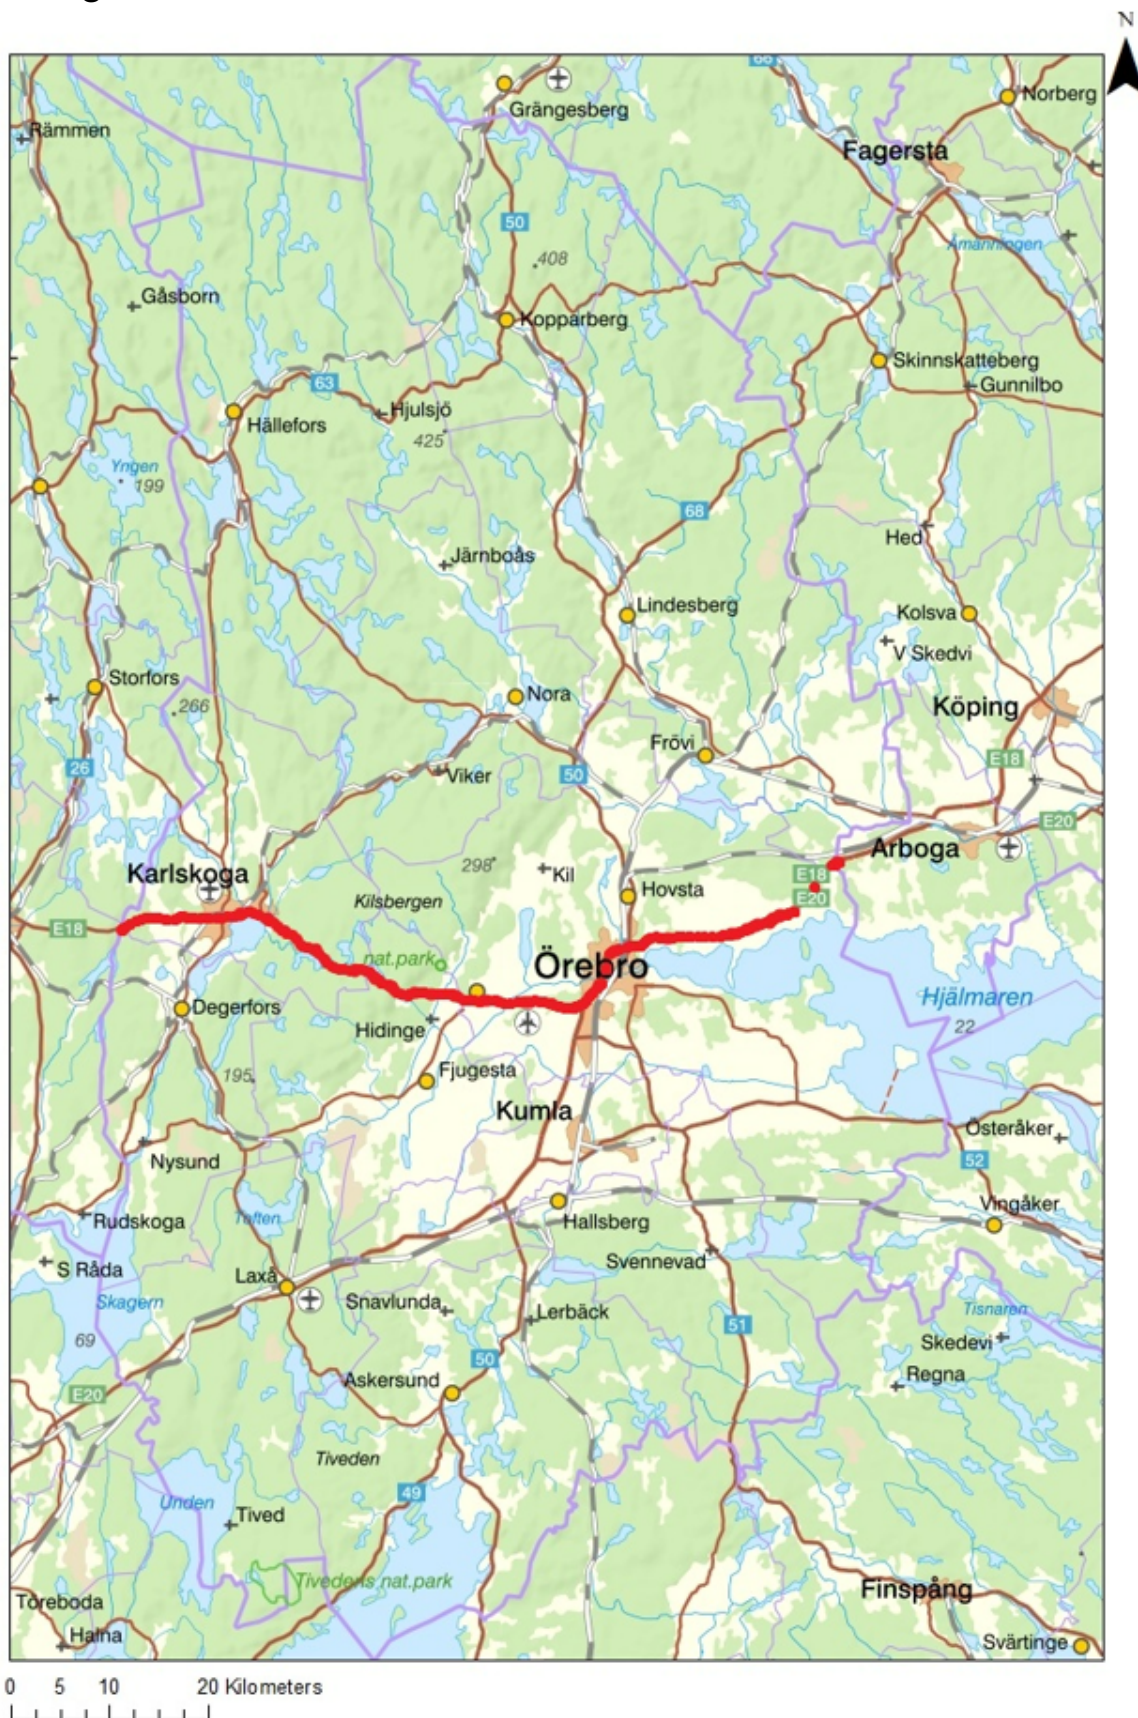 N
66
Grängesberg
Norberg
Rämmen
Fagersta
50
Åmänningen
408
Gåsborn
Kopparberg
Skinnskatteberg
63
Gunnilbo
Hjulsjö
Hällefors
425
Yngen
199
68
Hed
Järnboås
Lindesberg
Kolsva
V Skedvi
Storfors
Nora
266
Köping
Frövi
E18
26
Viker
50
E20
Arboga
298
Karlskoga
Kil
E18
Hovsta
Kilsbergen
E20
E18
nat.park
Örebro
Hjälmaren
Degerfors
22
Hidinge
Fjugesta
195
Kumla
Österåker
Nysund
52
Vingåker
Rudskoga
Toften
Hallsberg
Svennevad
S Råda
Laxå
Skagern
Snavlunda
Lerbäck
Tisnaren
51
69
Skedevi
50
Regna
Askersund
E20
Tiveden
49
Unden
Tived
Tivedens nat.park
Finspång
Töreboda
Halna
Svärtinge
0 5 10 20 Kilometers